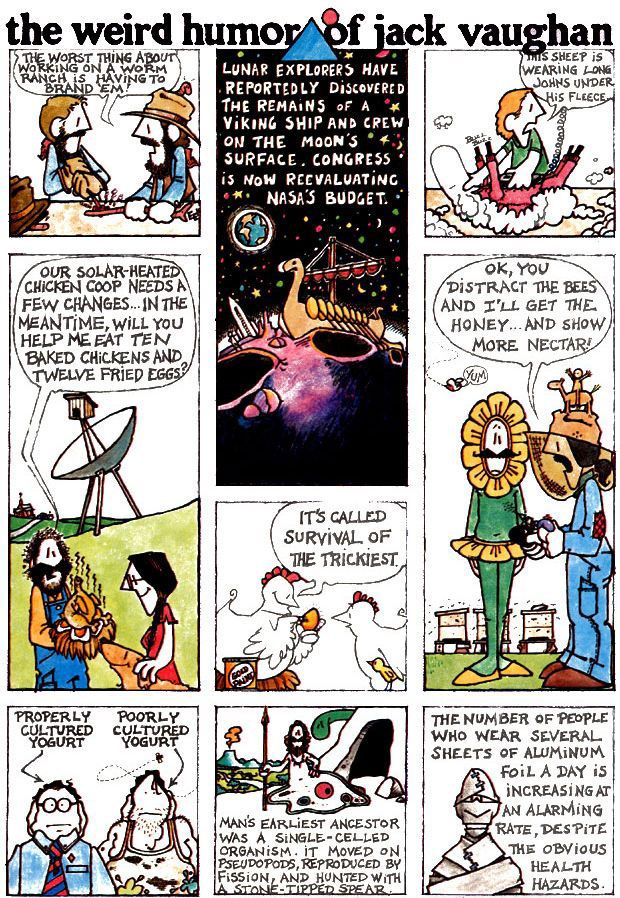 the weird humor of jack vaughan
THE WORST THING ABOUT
WORKING ON A WORM
RANCH IS HAVING TO
BRAND 'EM!
LUNAR EXPLORERS HAVE
REPORTEDLY DISCOVERED
THE REMAINS OF A
VIKING SHIP AND CREW
ON THE MOON'S
SURFACE. CONGRESS
IS NOW REEVALUATING
NASA'S BUDGET.
THIS SHEEP IS
WEARING LONG
JOHNS UNDER
HIS FLEECE.
OUR SOLAR-HEATED
CHICKEN COOP NEEDS A
FEW CHANGES... IN THE
MEANTIME, WILL YOU
HELP ME EAT TEN
BAKED CHICKENS AND
TWELVE FRIED EGGS?
IT'S CALLED
SURVIVAL OF
THE TRICKIEST.
GOLD
PAINT
OK, YOU
DISTRACT THE BEES
AND I'LL GET THE
HONEY... AND SHOW
MORE NECTAR!
YUM
PROPERLY
CULTURED
YOGURT
POORLY
CULTURED
YOGURT
MAN'S EARLIEST ANCESTOR
WAS A SINGLE-CELLED
ORGANISM. IT MOVED ON
PSEUDOPODS, REPRODUCED BY
FISSION, AND HUNTED WITH
A STONE-TIPPED SPEAR.
THE NUMBER OF PEOPLE
WHO WEAR SEVERAL
SHEETS OF ALUMINUM
FOIL A DAY IS
INCREASING AT
AN ALARMING
RATE, DESPITE
THE OBVIOUS
HEALTH
HAZARDS.